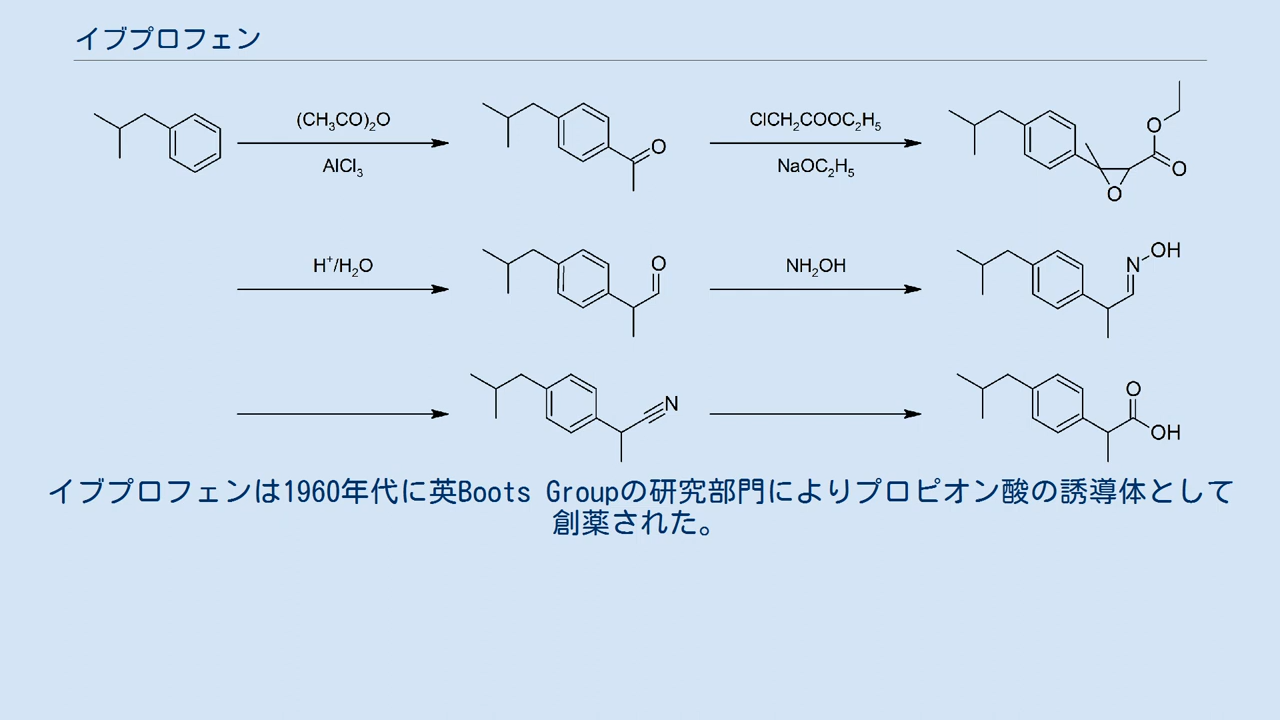 イブプロフェン
(CH₃CO)₂O
AlCl₃
O
ClCH₂COOC₂H₅
NaOC₂H₅
O
O
O
H⁺/H₂O
O
NH₂OH
N
OH
N
O
OH
イブプロフェンは1960年代に英Boots Groupの研究部門によりプロピオン酸の誘導体として
創薬された。